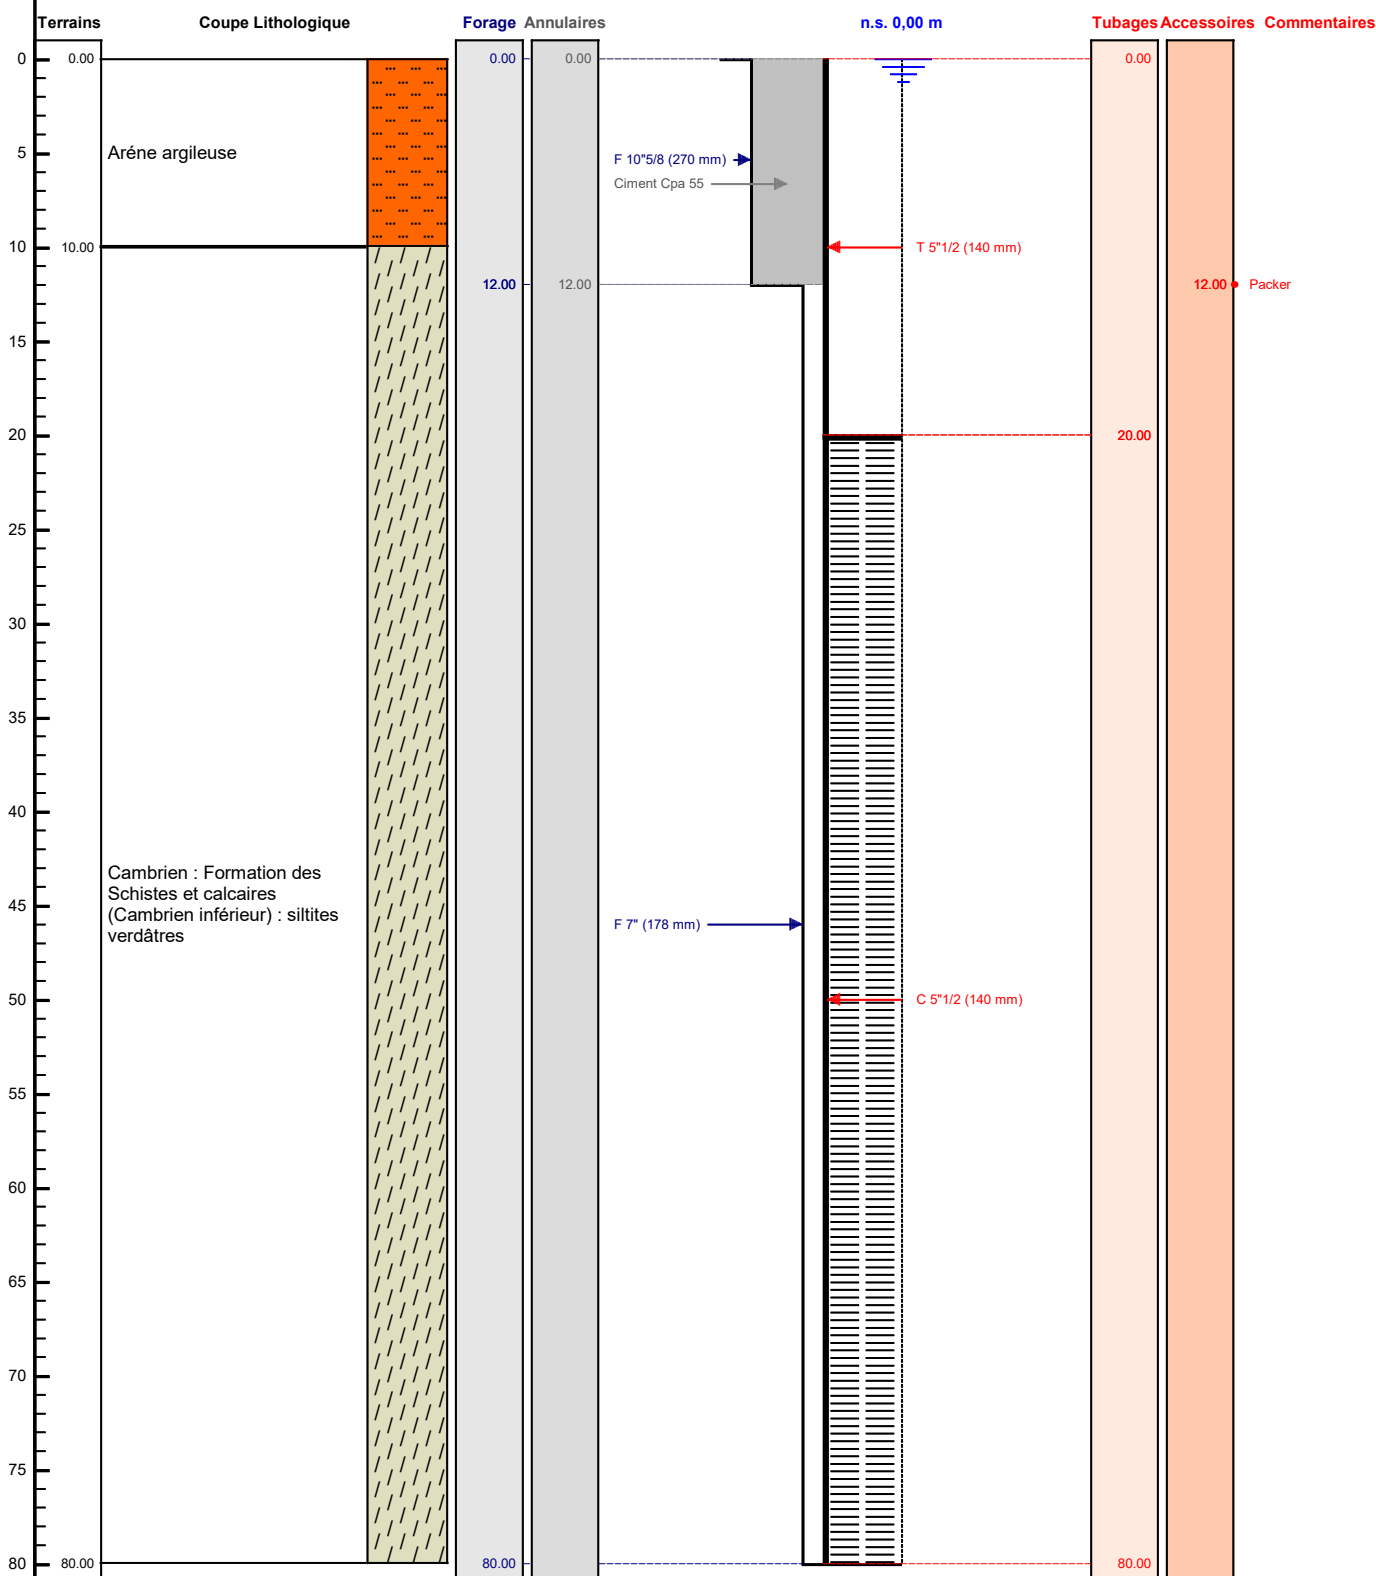 Terrains Coupe Lithologique Forage Annulaires n.s. 0,00 m Tubages Accessoires Commentaires
0 0.00 0.00 0.00 0.00
5 Aréne argileuse F 10"5/8 (270 mm)
Ciment Cpa 55
10 10.00 T 5"1/2 (140 mm)
12.00 12.00 12.00 Packer
15
20 20.00
25
30
35
40
Cambrien : Formation des
Schistes et calcaires
45 (Cambrien inférieur) : siltites F 7" (178 mm)
verdâtres
50 C 5"1/2 (140 mm)
55
60
65
70
75
80 80.00 80.00 80.00